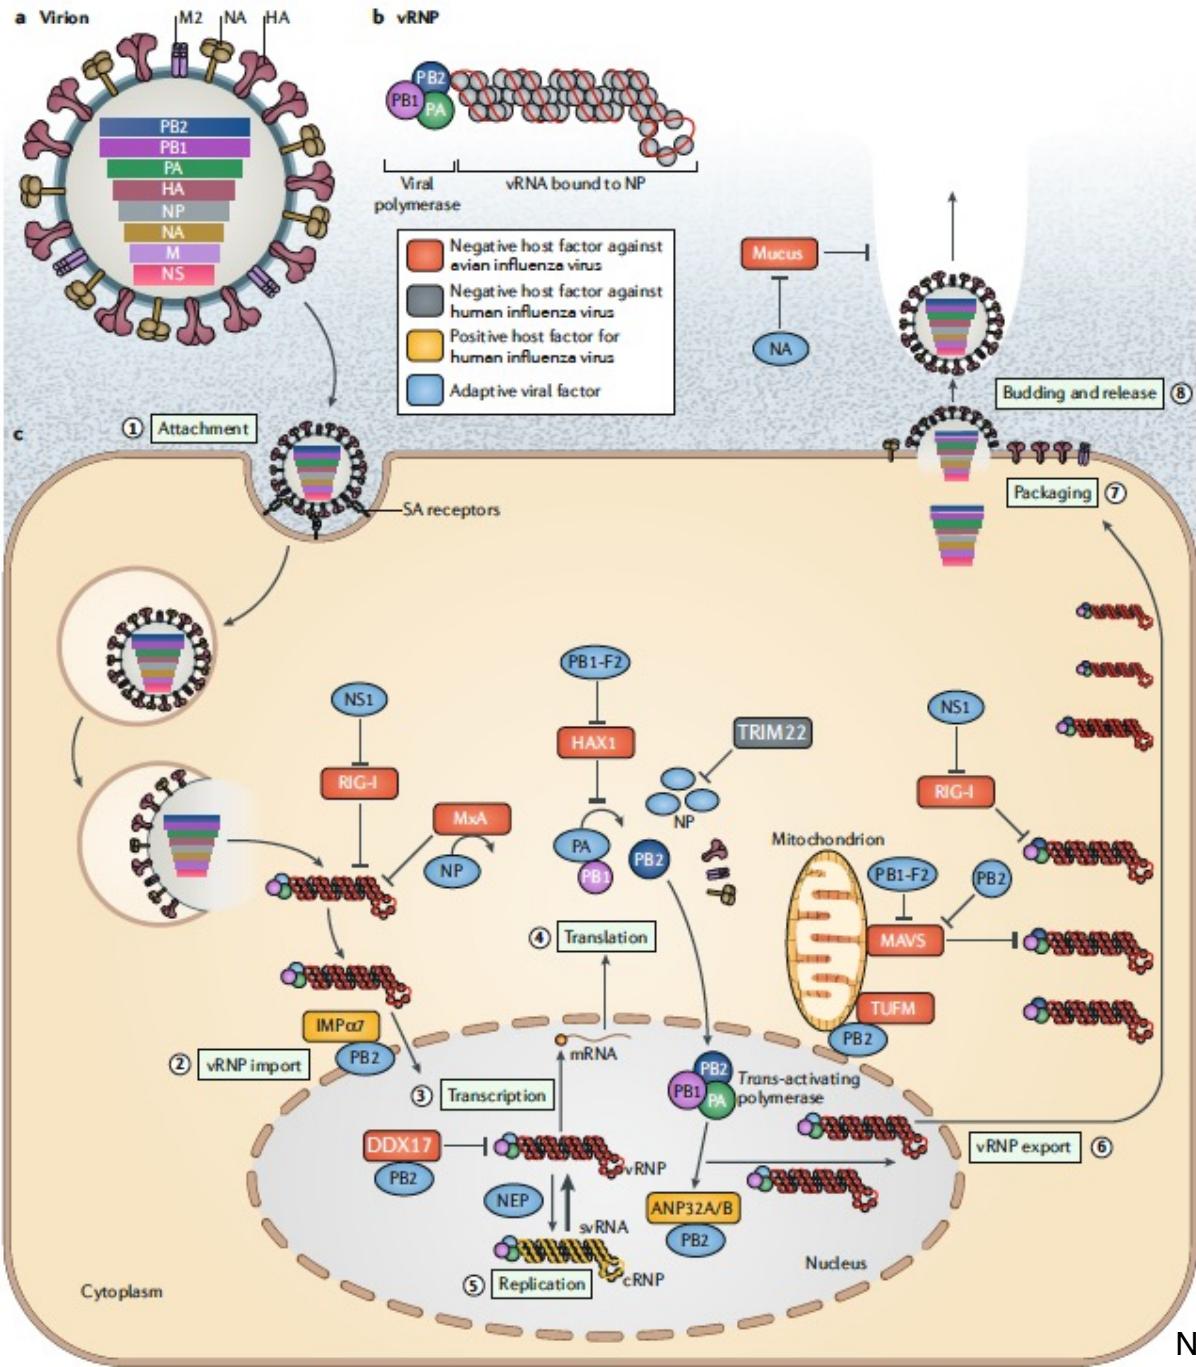 a Virion
M2
NA
HA
PB2
PB1
PA
HA
NP
NA
M
NS
b vRNP
PB2
PB1
PA
Viral
polymerase
vRNA bound to NP
Negative host factor against
avian influenza virus
Negative host factor against
human influenza virus
Positive host factor for
human influenza virus
Adaptive viral factor
Mucus
NA
Budding and release
8
c
1
Attachment
SA receptors
Packaging
7
PB1-F2
NS1
HAX1
TRIM22
RIG-I
MxA
NP
NP
PA
PB1
PB2
NS1
RIG-I
Mitochondrion
PB1-F2
PB2
MAVS
TUFM
PB2
4
Translation
IMPα7
PB2
2
vRNP import
mRNA
3
Transcription
PB2
PB1
PA
Trans-activating
polymerase
DDX17
PB2
vRNP
vRNP export
6
NEP
svRNA
ANP32A/B
PB2
5
Replication
cRNP
Nucleus
Cytoplasm
N